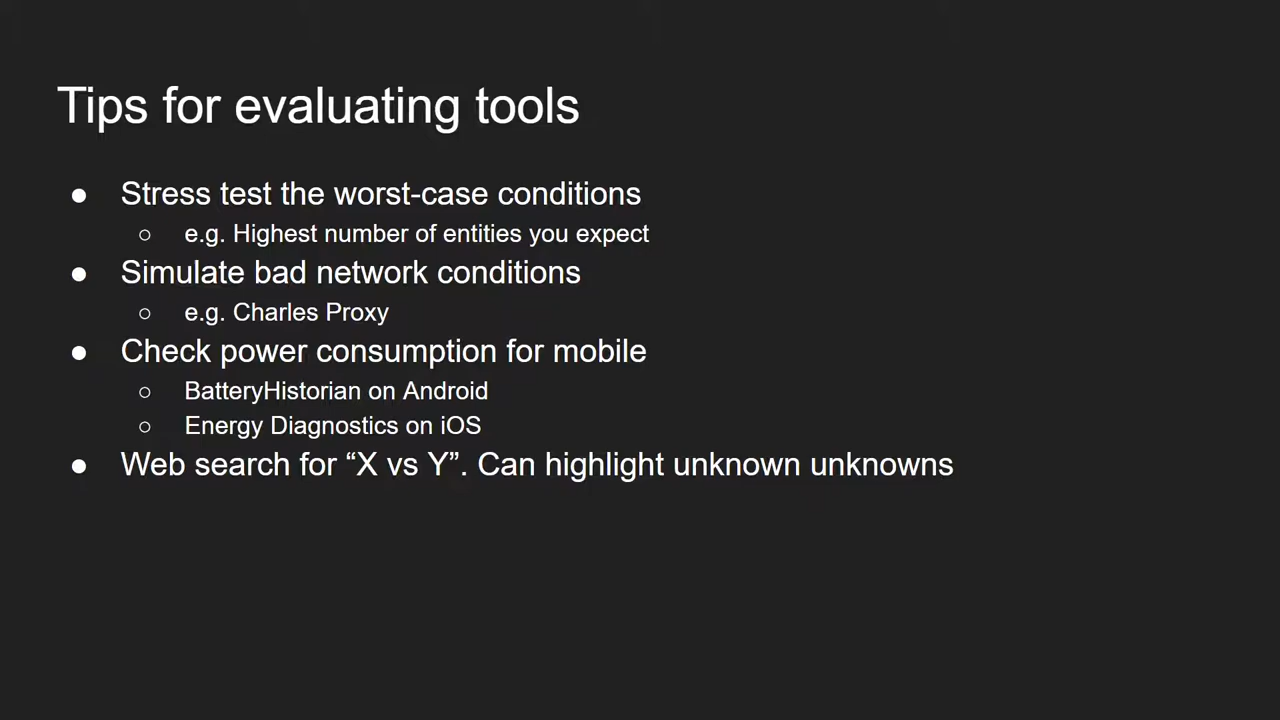 Tips for evaluating tools
● Stress test the worst-case conditions
○ e.g. Highest number of entities you expect
● Simulate bad network conditions
○ e.g. Charles Proxy
● Check power consumption for mobile
○ BatteryHistorian on Android
○ Energy Diagnostics on iOS
● Web search for “X vs Y”. Can highlight unknown unknowns